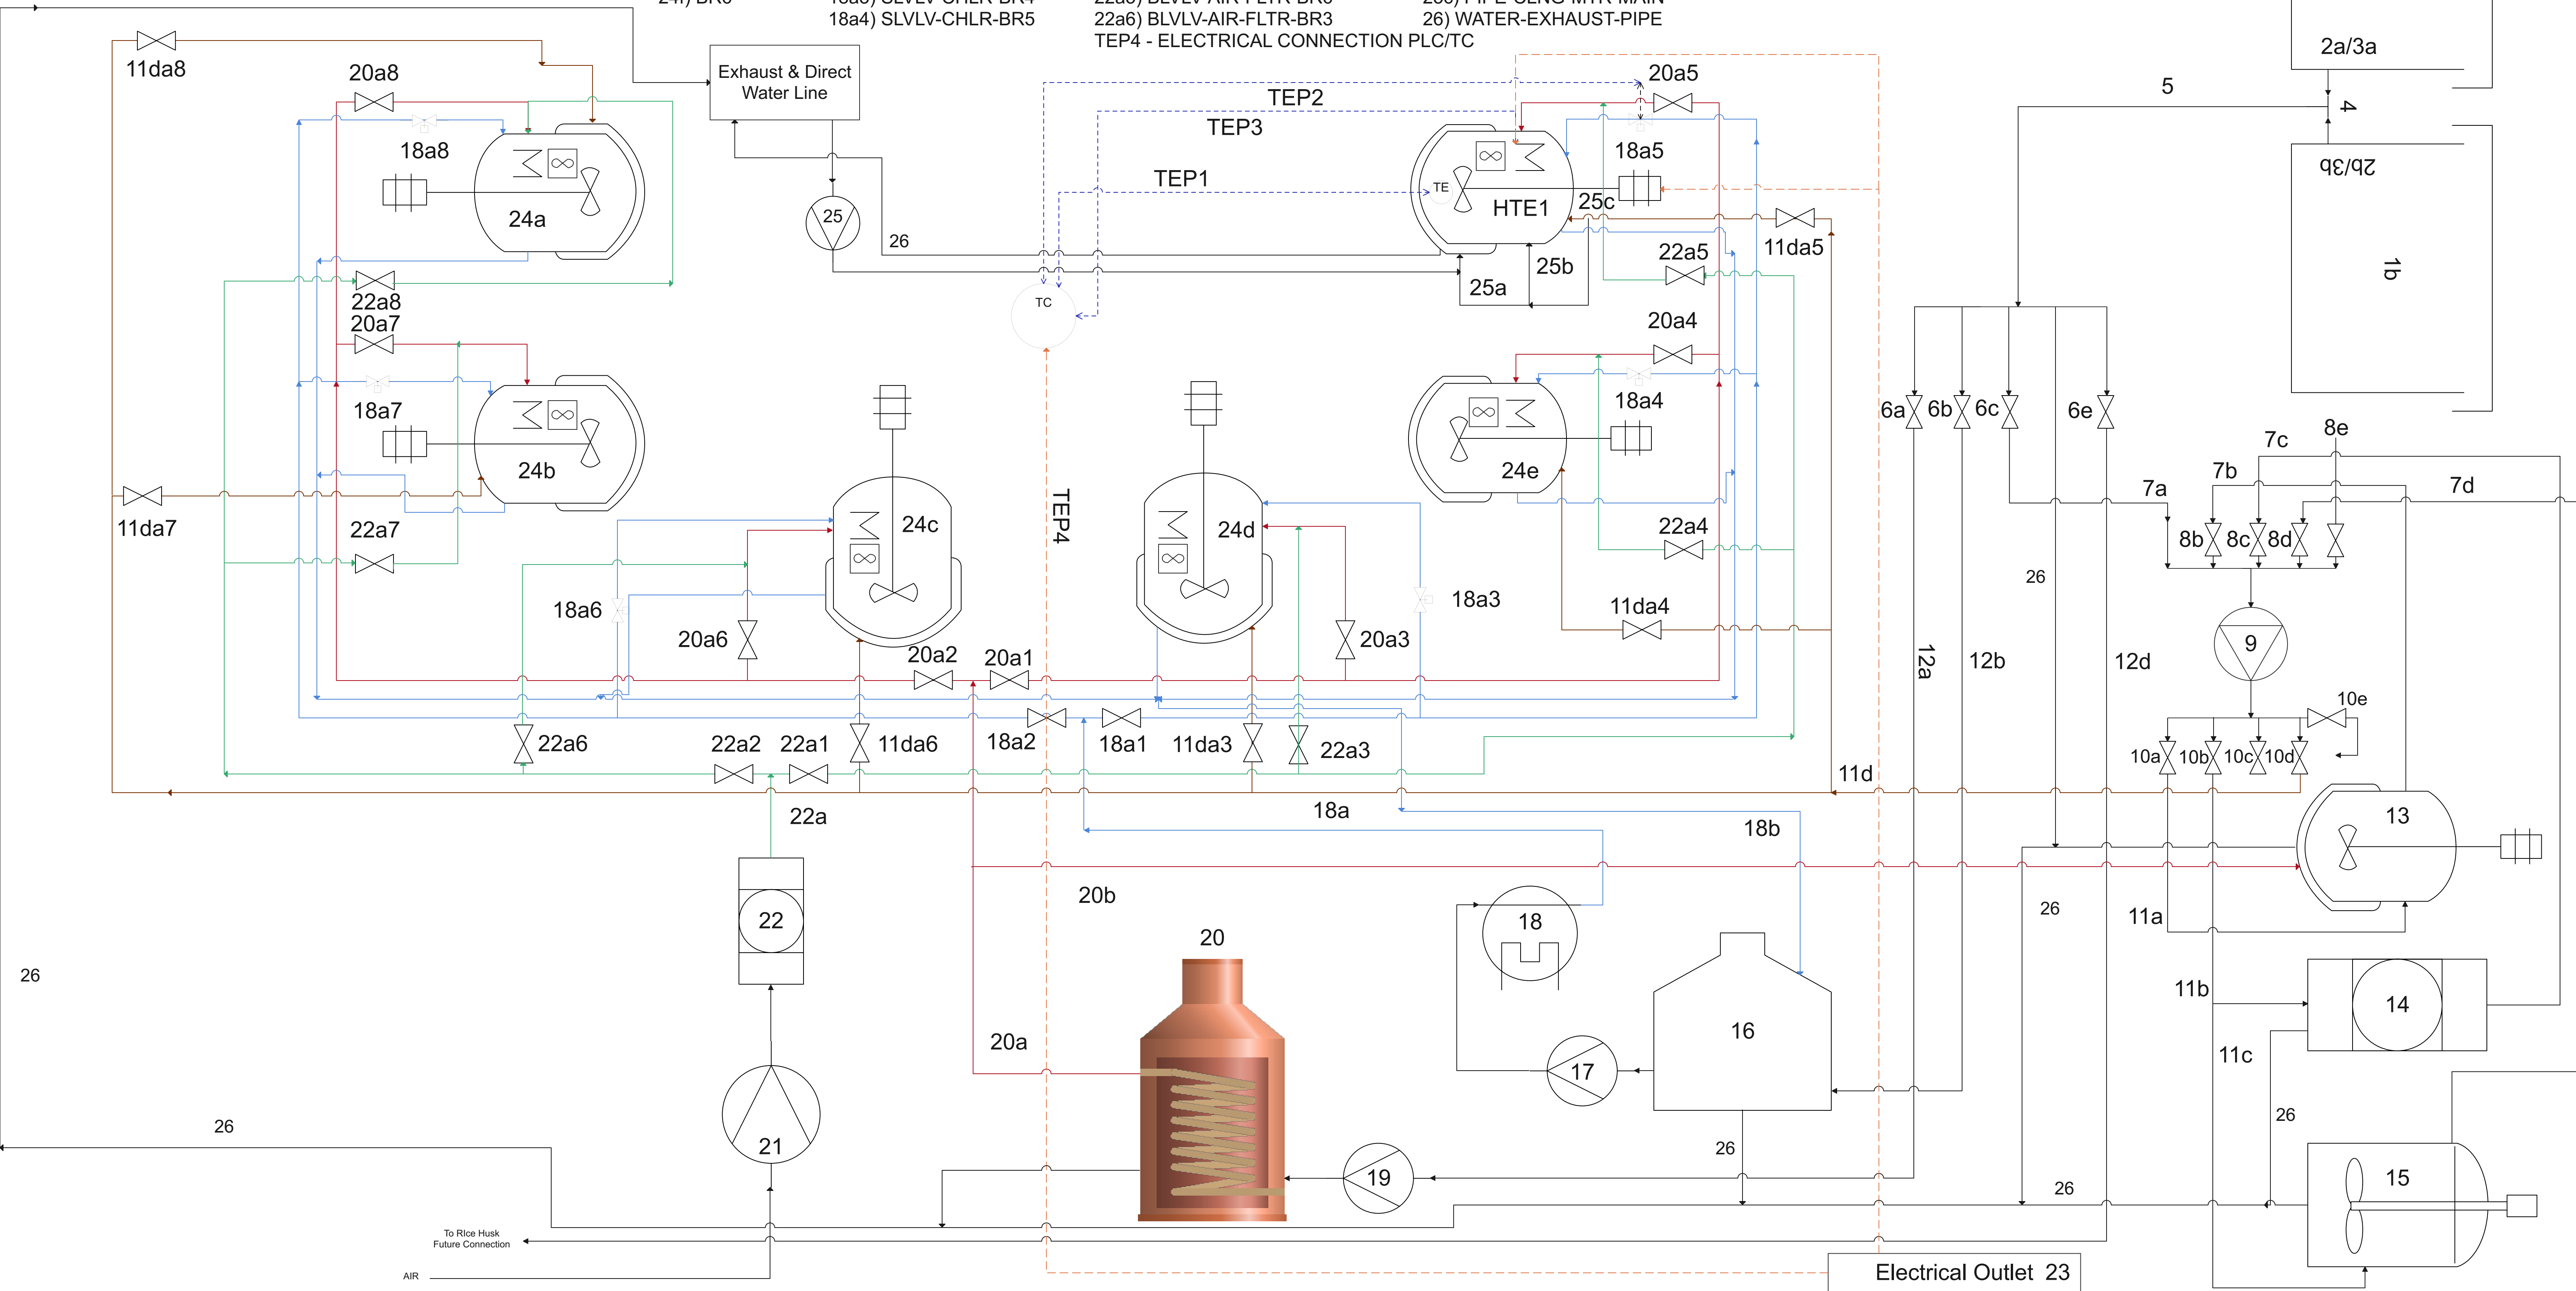 24f) BR6
18a3) SLVLV-CHLR-BR4
18a4) SLVLV-CHLR-BR5
22a6) BLVLV-AIR-FLTR-BR3
26) WATER-EXHAUST-PIPE
TEP4 - ELECTRICAL CONNECTION PLC/TC
11da8
20a8
18a8
24a
22a8
20a7
18a7
24b
11da7
22a7
Exhaust & Direct
Water Line
25
26
TEP2
TEP3
TEP1
TC
TEP4
20a5
18a5
TE
HTE1
25c
11da5
22a5
25b
25a
20a4
18a4
24e
22a4
11da4
24c
24d
18a6
20a6
20a2
20a1
20a3
18a3
22a6
22a2
22a1
11da6
18a2
18a1
11da3
22a3
22a
18a
18b
11d
2a/3a
5
4
2b/3b
1b
6a
6b
6c
6e
7a
7b
7c
7d
8e
8b
8c
8d
26
12a
12b
12d
9
10e
10a
10b
10c
10d
13
11a
26
11b
14
11c
26
15
26
22
21
20b
20
20a
18
17
16
26
19
26
26
To RIce Husk
Future Connection
AIR
Electrical Outlet 23